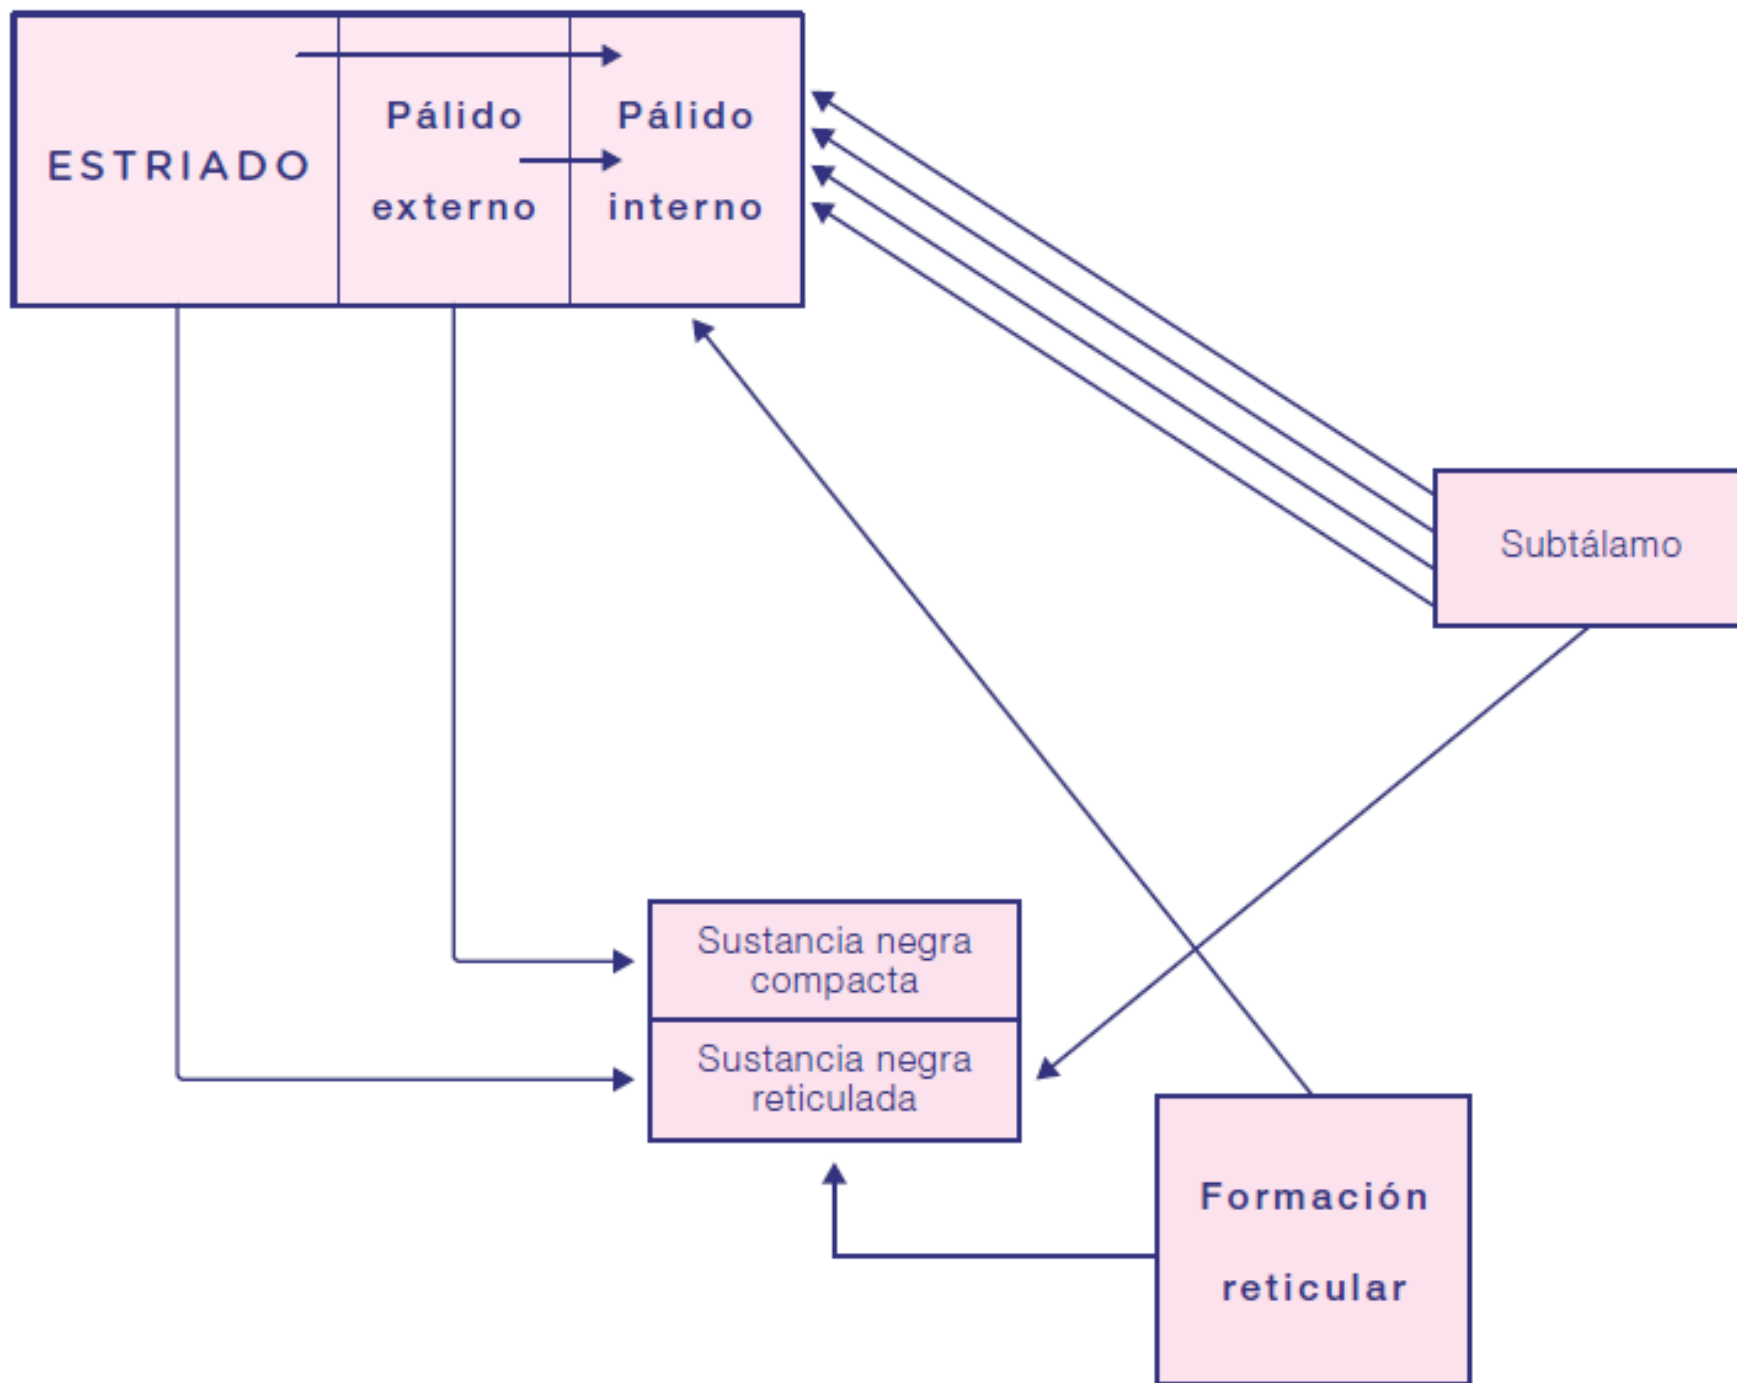 ESTRIADO
Pálido
externo
Pálido
interno
Subtálamo
Sustancia negra
compacta
Sustancia negra
reticulada
Formación
reticular